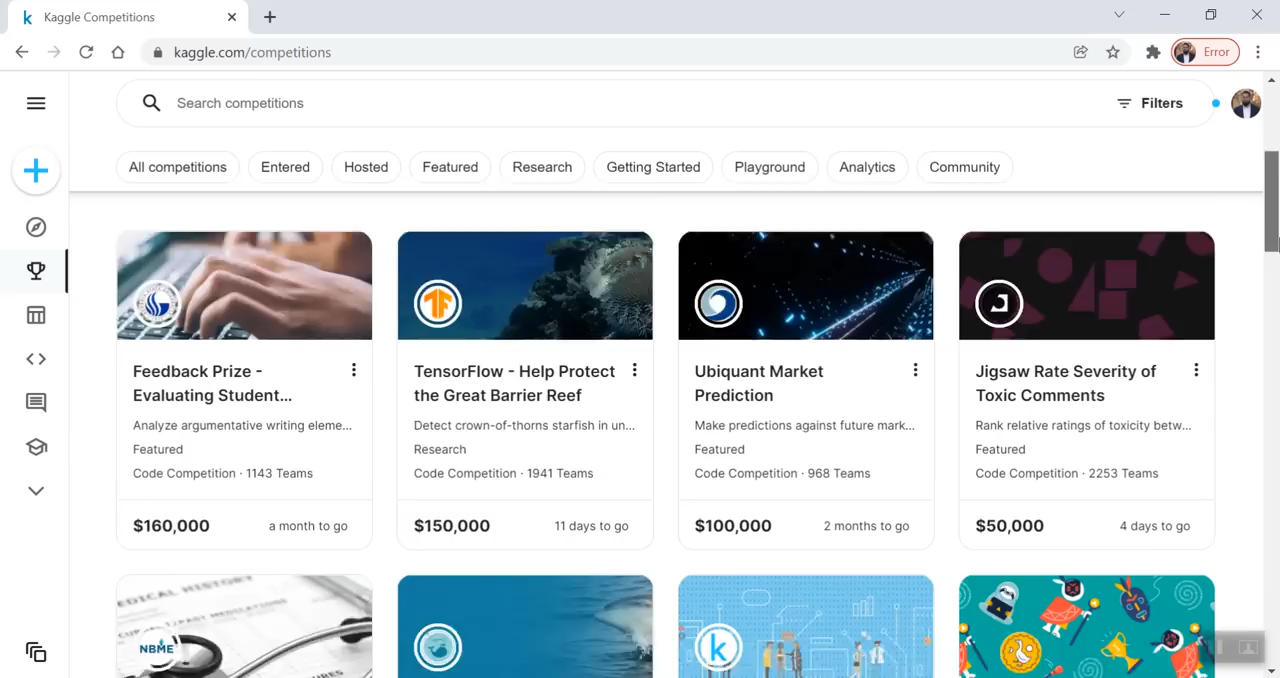 Kaggle Competitions
kaggle.com/competitions
Error
Search competitions
Filters
All competitions
Entered
Hosted
Featured
Research
Getting Started
Playground
Analytics
Community
Feedback Prize -
Evaluating Student...
Analyze argumentative writing eleme...
Featured
Code Competition · 1143 Teams
$160,000
a month to go
TensorFlow - Help Protect
the Great Barrier Reef
Detect crown-of-thorns starfish in un...
Research
Code Competition · 1941 Teams
$150,000
11 days to go
Ubiquant Market
Prediction
Make predictions against future mark...
Featured
Code Competition · 968 Teams
$100,000
2 months to go
Jigsaw Rate Severity of
Toxic Comments
Rank relative ratings of toxicity betw...
Featured
Code Competition · 2253 Teams
$50,000
4 days to go
NBME
k